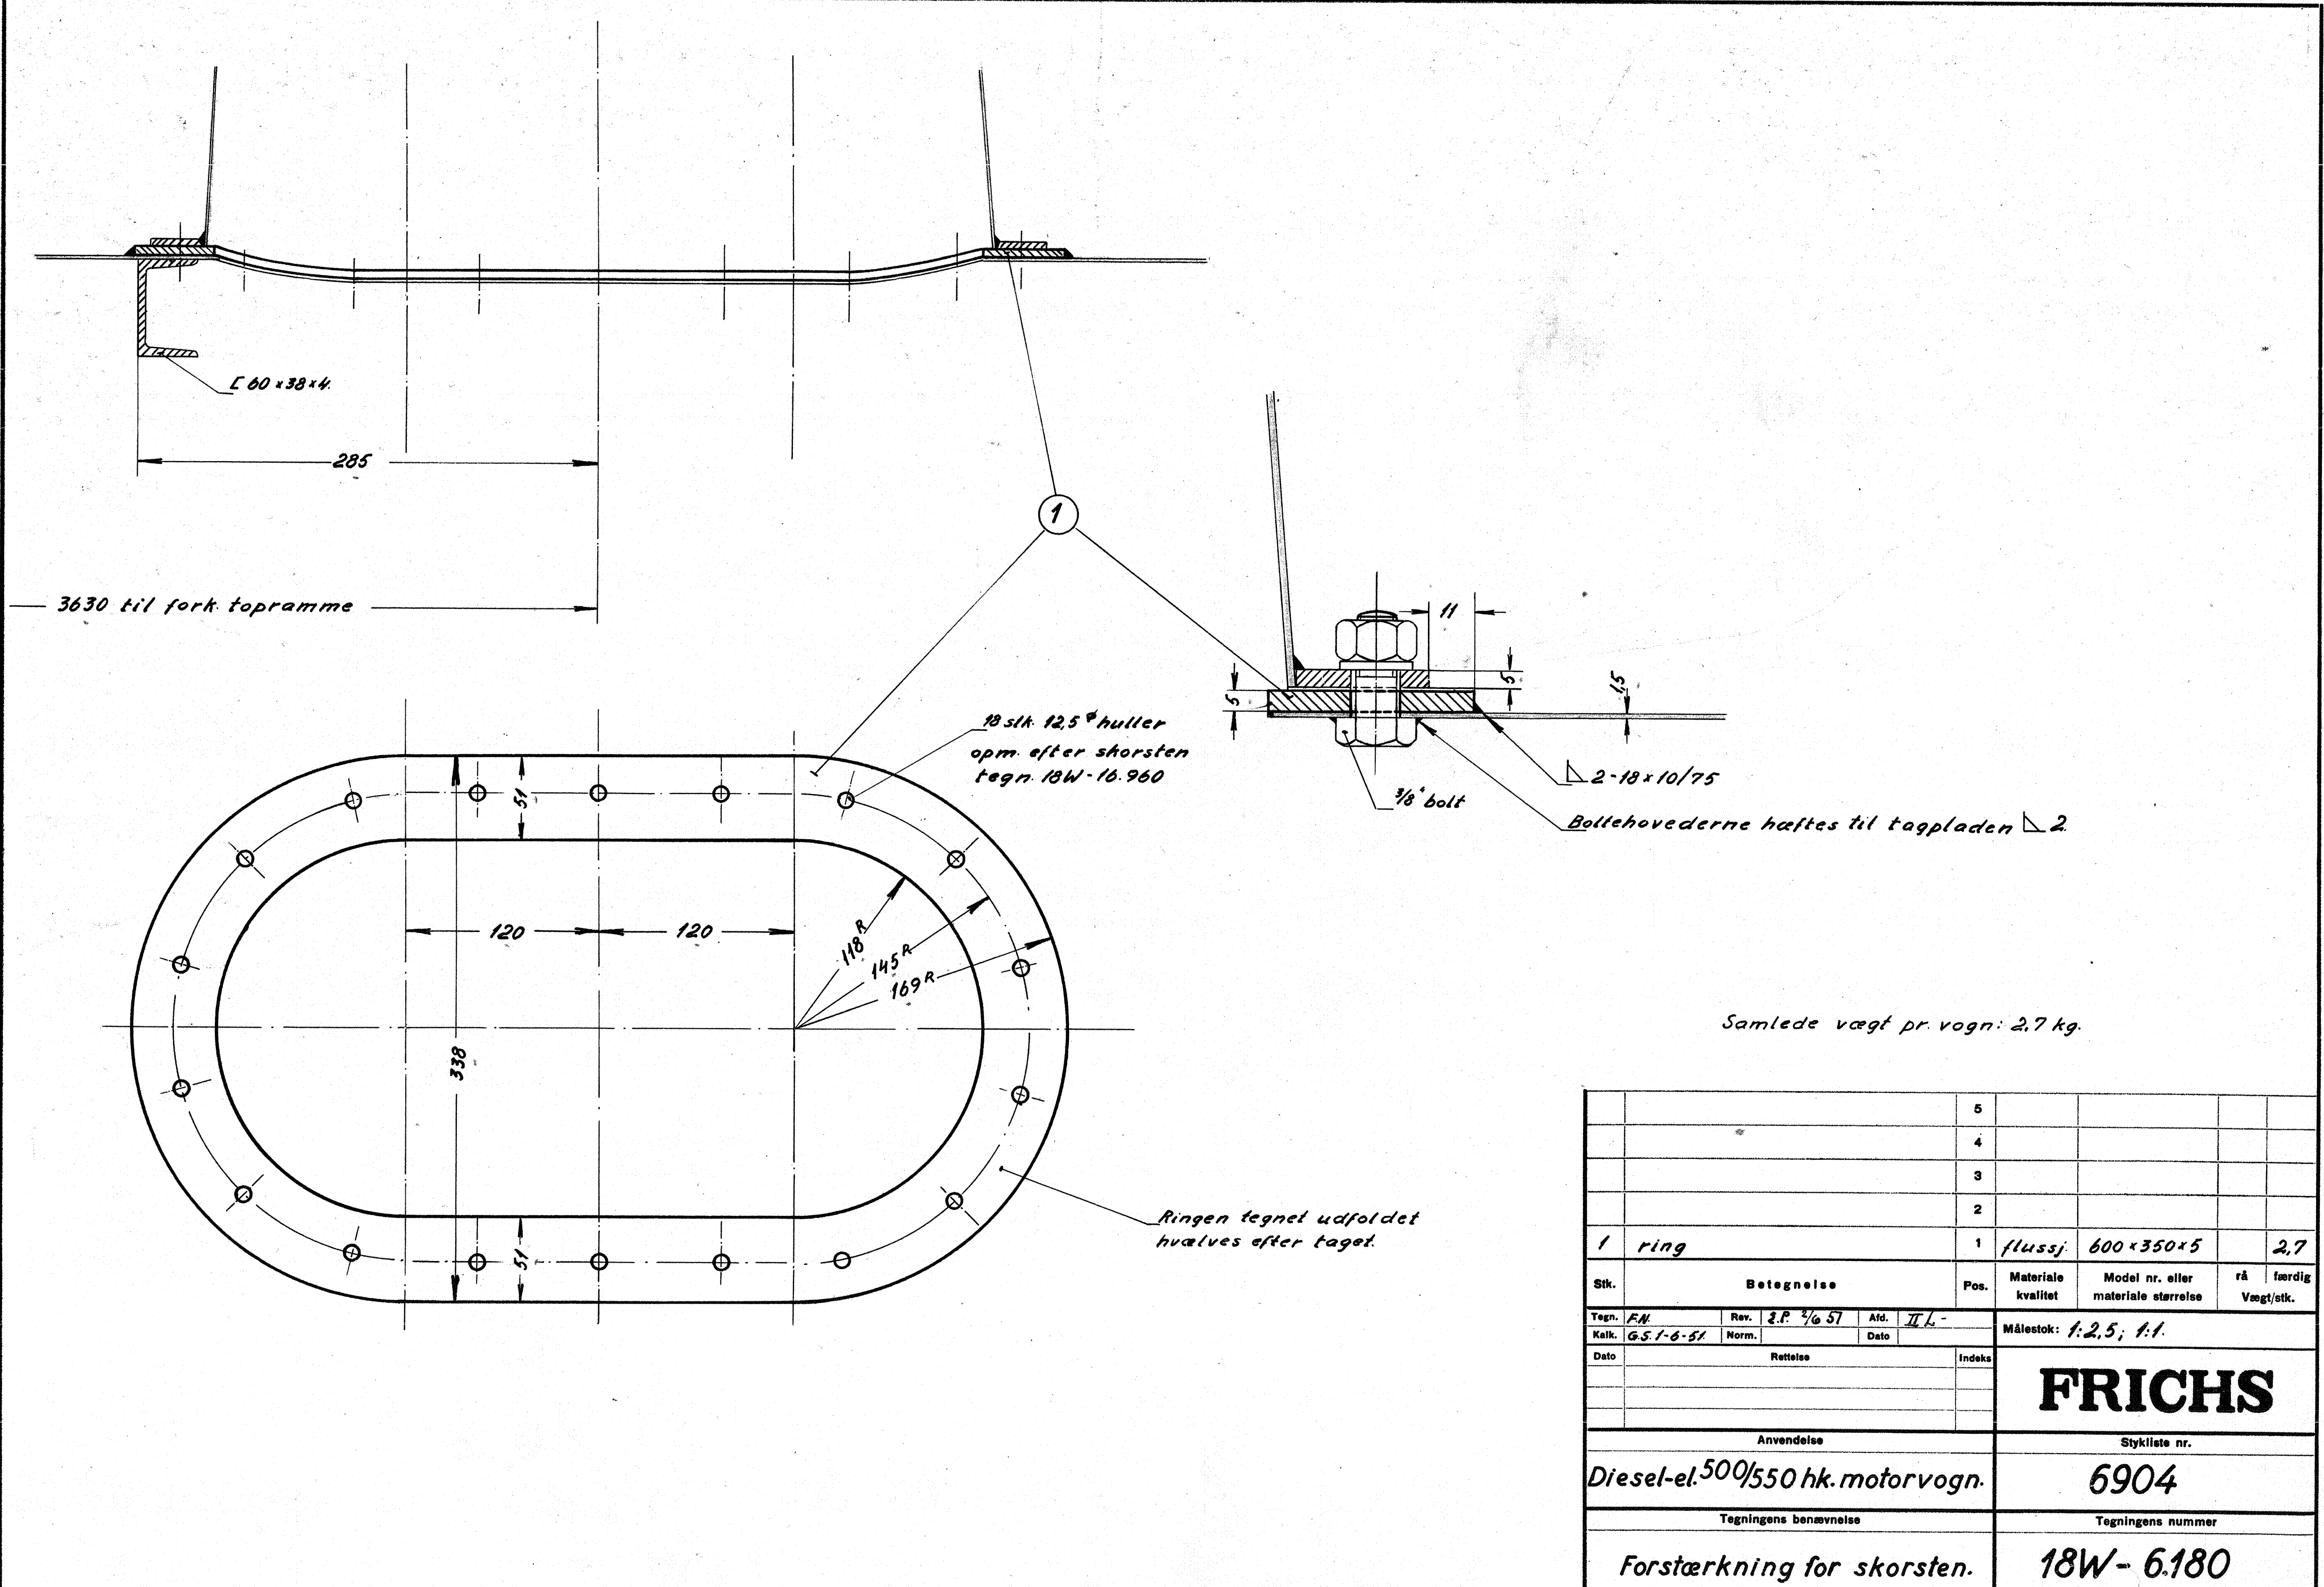 [ 60 x 38 x 4.
285
1
3630 til fork. topramme
11
5
5
1,5
18 stk. 12,5 ø huller
opm. efter skorsten
tegn. 18W-16.960
2-18 x 10/75
3/8" bolt
Boltehovederne hæftes til tagpladen 2.
51
120
120
118 R
145 R
169 R
338
51
Samlede vægt pr. vogn: 2,7 kg.
Ringen tegnet udfoldet
hvælves efter taget.
5
4
3
2
1 ring 1 flussj. 600 x 350 x 5 2,7
Stk. Betegnelse Pos. Materiale kvalitet Model nr. eller materiale størrelse rå færdig Vægt/stk.
Tegn. F.N. Rev. 2/6 51 Afd. II L -
Kalk. G.S. 1-6-51. Norm. Dato
Målestok: 1:2,5; 1:1.
Dato Rettelse Indeks
FRICHS
Anvendelse Stykliste nr.
Diesel-el. 500/550 hk. motorvogn. 6904
Tegningens benævnelse Tegningens nummer
Forstærkning for skorsten. 18W - 6.180